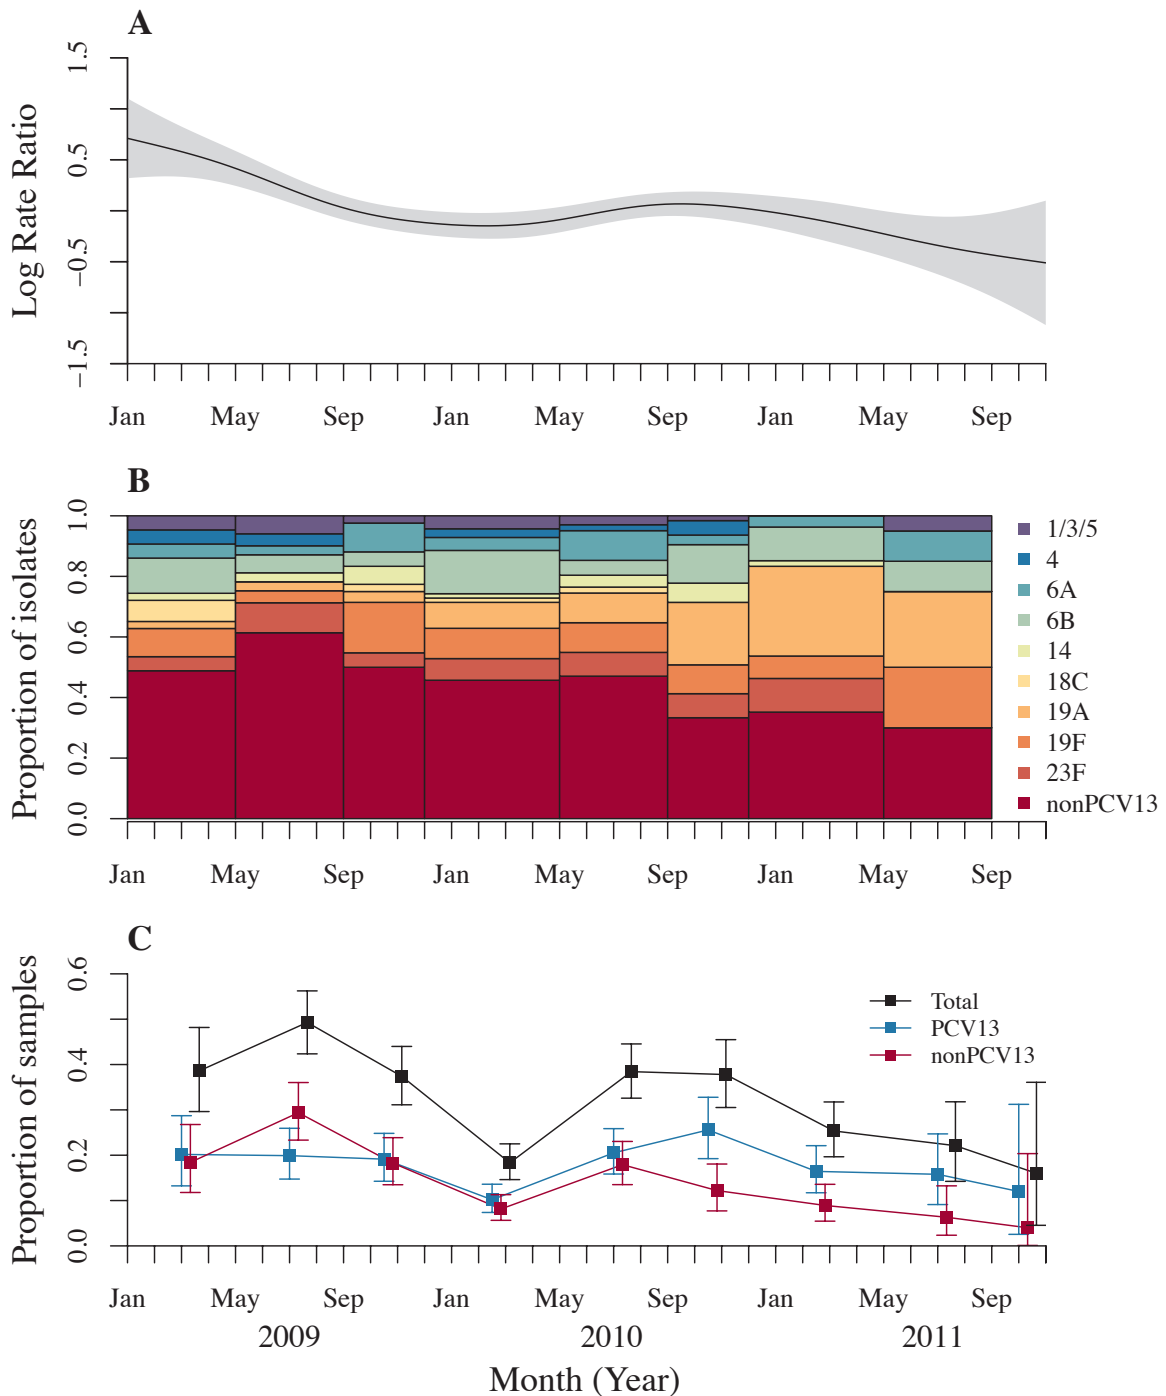 A
1.5
0.5
−0.5
−1.5
Log Rate Ratio
Jan May Sep Jan May Sep Jan May Sep
B
1.0
0.8
0.6
0.4
0.2
0.0
Proportion of isolates
1/3/5
4
6A
6B
14
18C
19A
19F
23F
nonPCV13
Jan May Sep Jan May Sep Jan May Sep
C
0.6
0.4
0.2
0.0
Proportion of samples
Total
PCV13
nonPCV13
Jan May Sep Jan May Sep Jan May Sep
2009 2010 2011
Month (Year)